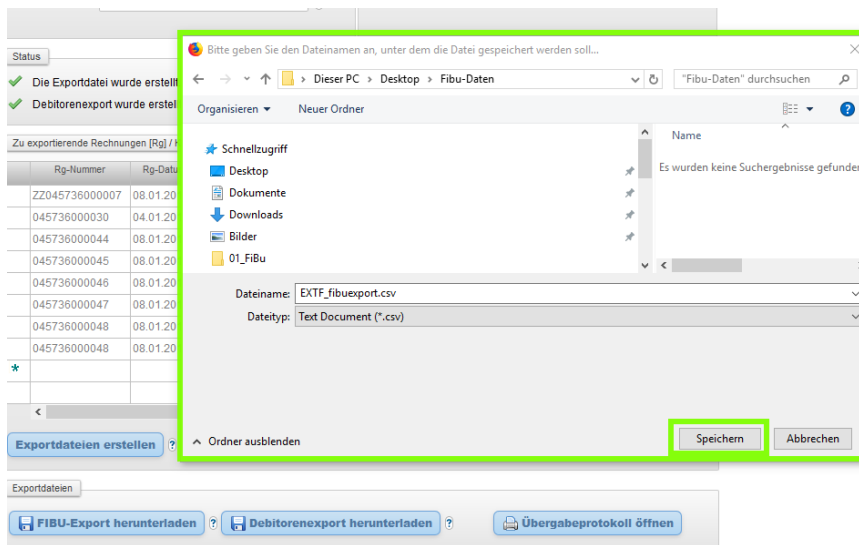 Status
Die Exportdatei wurde erstellt
Debitorenexport wurde erstel
Zu exportierende Rechnungen [Rg] /
Rg-Nummer Rg-Datu
ZZ045736000007 08.01.20
045736000030 04.01.20
045736000044 08.01.20
045736000045 08.01.20
045736000046 08.01.20
045736000047 08.01.20
045736000048 08.01.20
045736000048 08.01.20
*
Exportdateien erstellen ?
Bitte geben Sie den Dateinamen an, unter dem die Datei gespeichert werden soll...
Dieser PC > Desktop > Fibu-Daten
"Fibu-Daten" durchsuchen
Organisieren Neuer Ordner
?
Schnellzugriff
Desktop
Dokumente
Downloads
Bilder
01_FiBu
Name
Es wurden keine Suchergebnisse gefunden
Dateiname: EXTF_fibuexport.csv
Dateityp: Text Document (*.csv)
Ordner ausblenden
Speichern Abbrechen
Exportdateien
FIBU-Export herunterladen ? Debitorenexport herunterladen ? Übergabeprotokoll öffnen